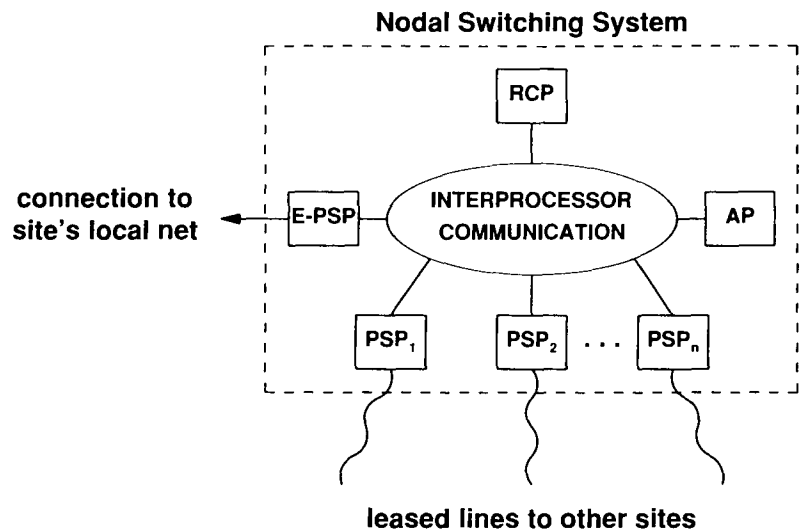 Nodal Switching System
RCP
connection to
site's local net
E-PSP
INTERPROCESSOR
COMMUNICATION
AP
PSP₁
PSP₂
. . .
PSPₙ
leased lines to other sites